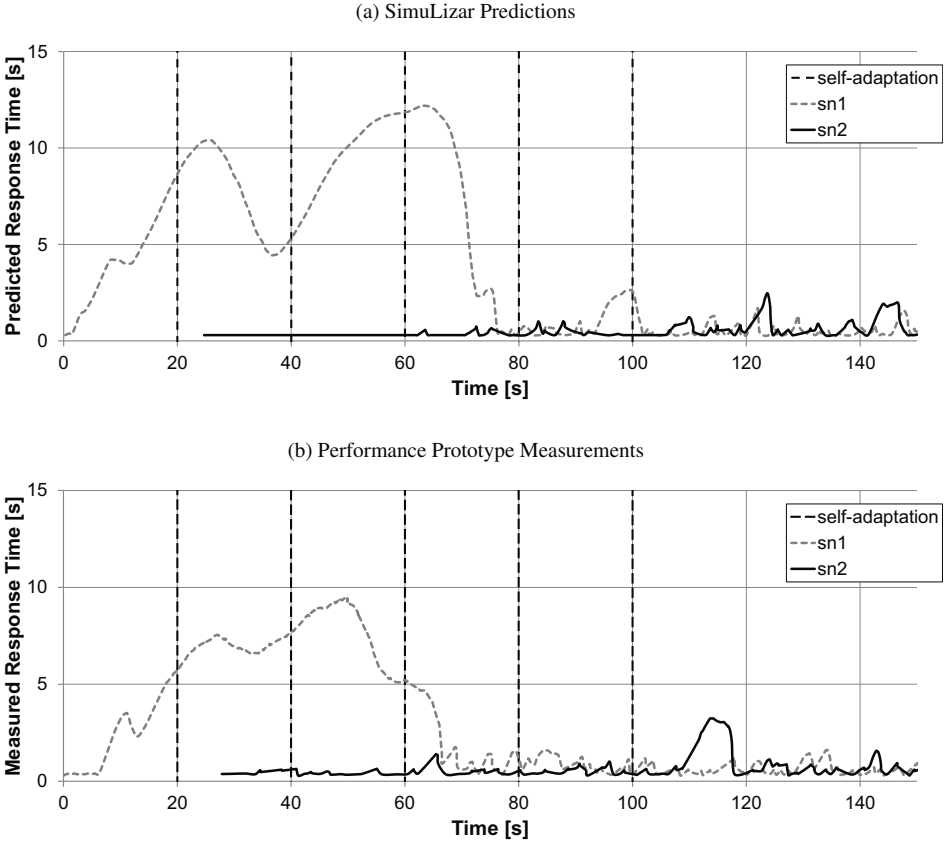 (a) SimuLizar Predictions
Predicted Response Time [s]
15
10
5
0
self-adaptation
sn1
sn2
0 20 40 60 80 100 120 140
Time [s]
(b) Performance Prototype Measurements
Measured Response Time [s]
15
10
5
0
self-adaptation
sn1
sn2
0 20 40 60 80 100 120 140
Time [s]